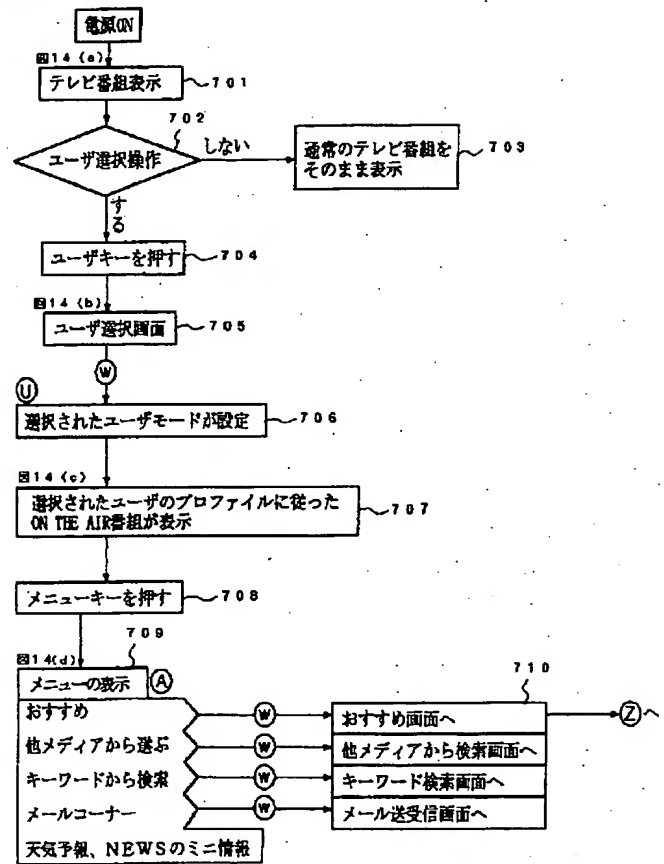 電源ON
図14(a)
テレビ番組表示
701
702
ユーザ選択操作
しない
通常のテレビ番組を
そのまま表示
703
する
ユーザキーを押す
704
図14(b)
ユーザ選択画面
705
W
U
選択されたユーザモードが設定
706
図14(c)
選択されたユーザのプロファイルに従った
ON THE AIR番組が表示
707
メニューキーを押す
708
709
図14(d)
メニューの表示
A
710
おすすめ
W
おすすめ画面へ
Zへ
他メディアから選ぶ
W
他メディアから検索画面へ
キーワードから検索
W
キーワード検索画面へ
メールコーナー
W
メール送受信画面へ
天気予報、NEWSのミニ情報